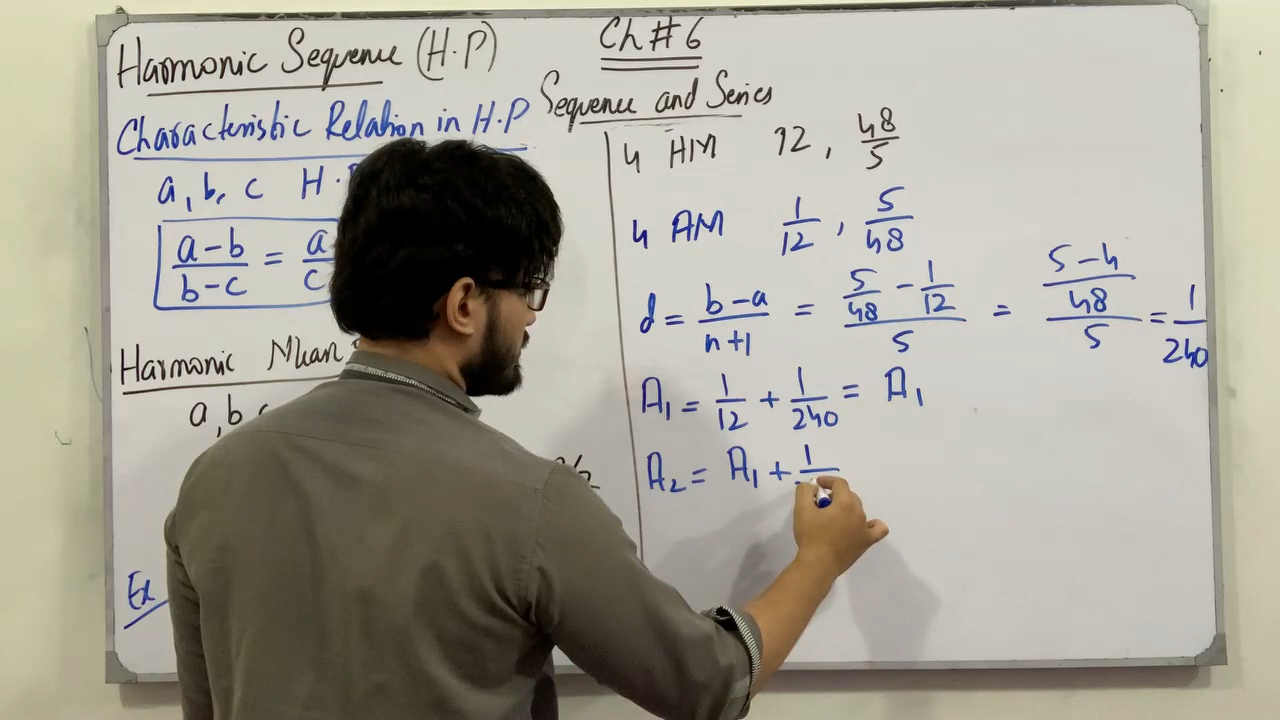 Harmonic Sequence (H.P)
Characteristic Relation in H.P
a, b, c H.P
a-b/b-c = a/c
Harmonic Mean
a, b, c
Ex
Ch # 6
Sequence and Series
4 HM 12, 48/5
4 AM 1/12, 5/48
d = b-a/n+1 = 5/48 - 1/12/5 = 5-4/48/5 = 1/240
A₁ = 1/12 + 1/240 = A₁
A₂ = A₁ + 1/